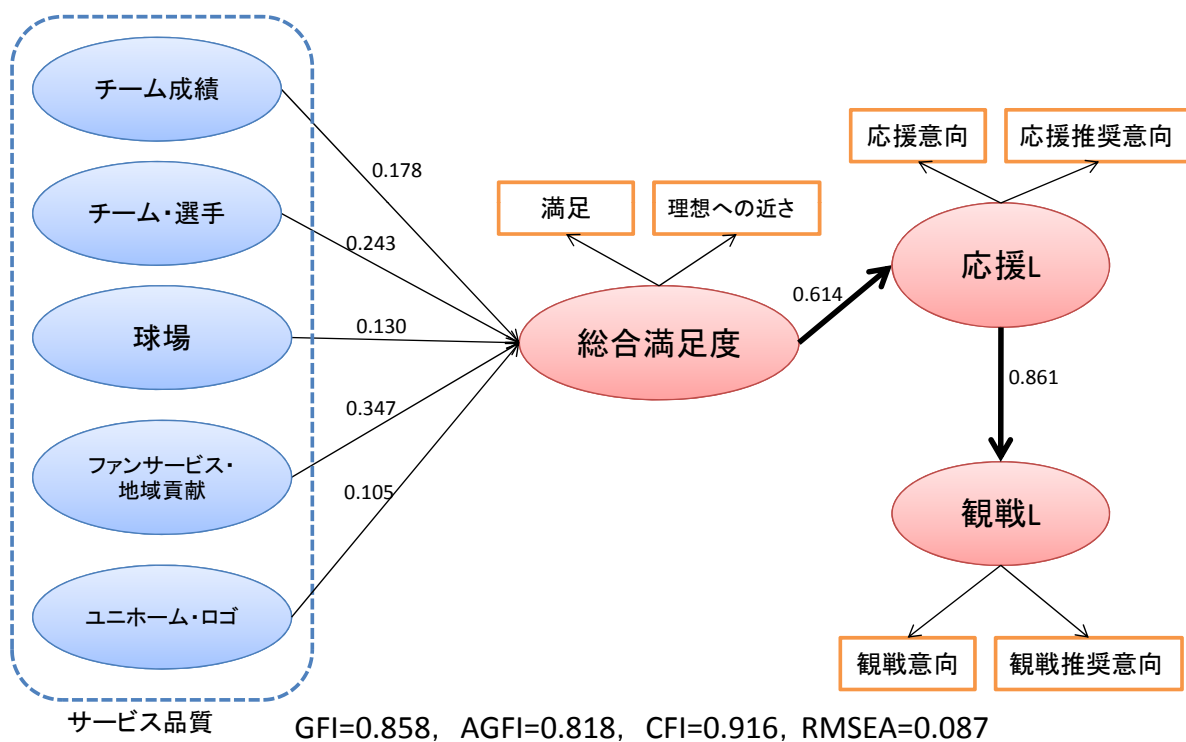 チーム成績
チーム・選手
球場
ファンサービス・
地域貢献
ユニホーム・ロゴ
サービス品質
0.178
0.243
0.130
0.347
0.105
満足
理想への近さ
総合満足度
0.614
応援意向
応援推奨意向
応援L
0.861
観戦L
観戦意向
観戦推奨意向
GFI=0.858, AGFI=0.818, CFI=0.916, RMSEA=0.087